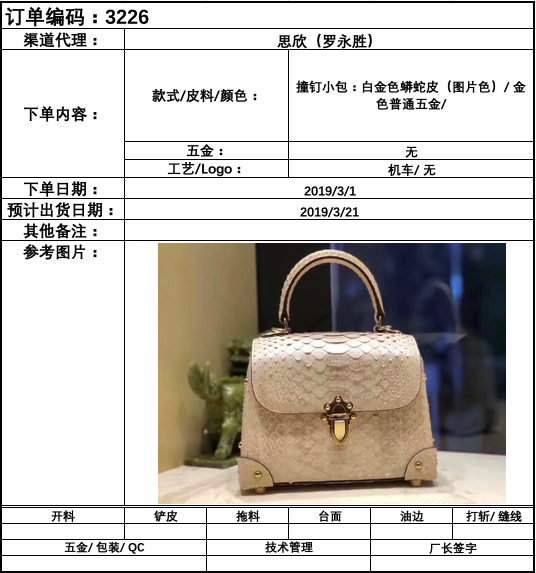 订单编码：3226
渠道代理：
思欣（罗永胜）
下单内容：
款式/皮料/颜色：
撞钉小包：白金色蟒蛇皮（图片色）/ 金
色普通五金/
五金：
无
工艺/Logo：
机车/ 无
下单日期：
2019/3/1
预计出货日期：
2019/3/21
其他备注：
参考图片：
开料
铲皮
拖料
台面
油边
打斩/ 缝线
五金/ 包装/ QC
技术管理
厂长签字